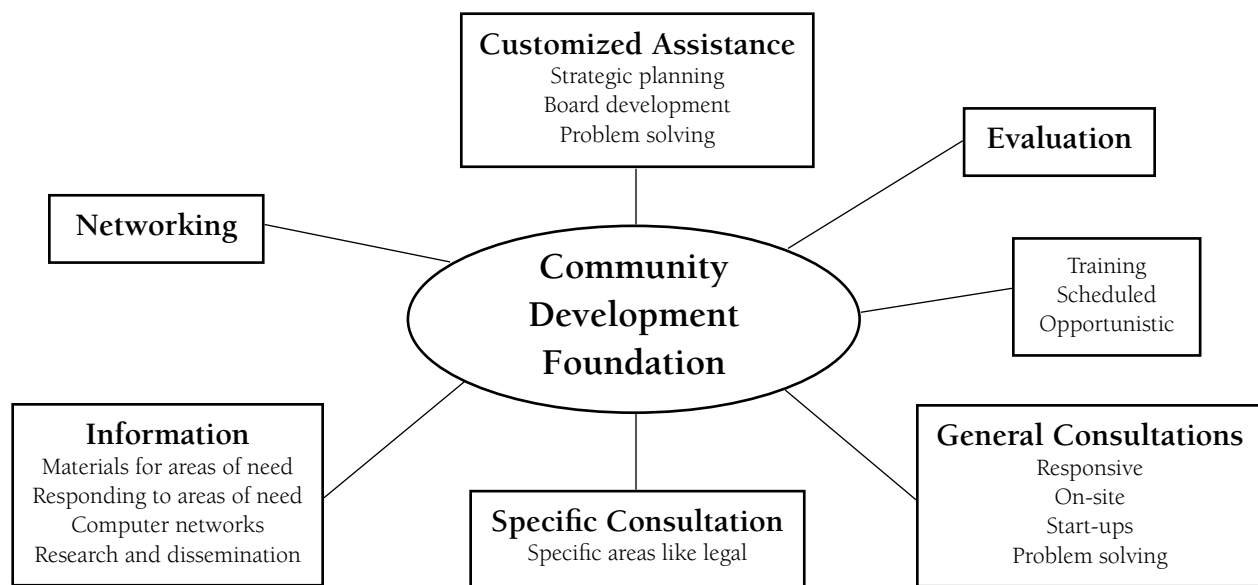 Customized Assistance
Strategic planning
Board development
Problem solving
Evaluation
Networking
Community
Development
Foundation
Training
Scheduled
Opportunistic
Information
Materials for areas of need
Responding to areas of need
Computer networks
Research and dissemination
Specific Consultation
Specific areas like legal
General Consultations
Responsive
On-site
Start-ups
Problem solving